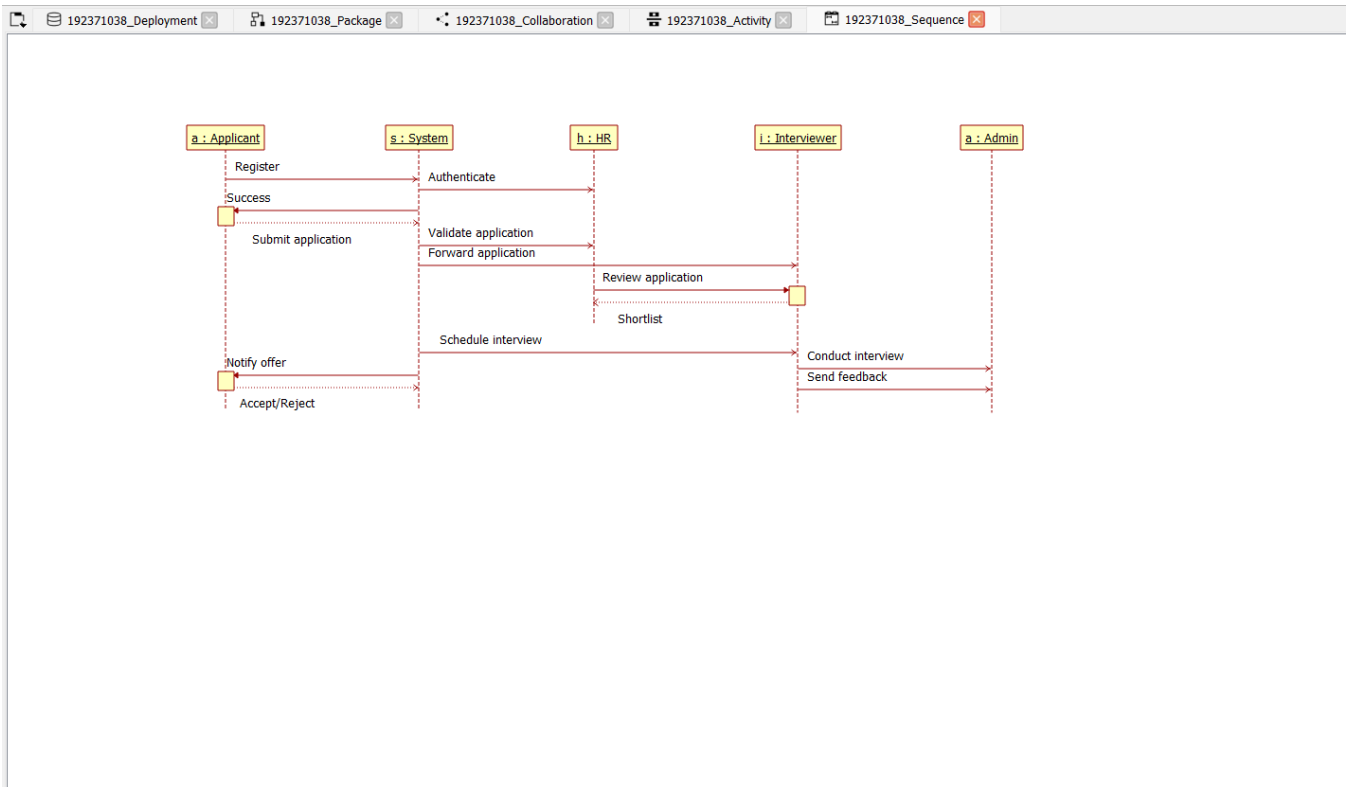 192371038_Deployment
192371038_Package
192371038_Collaboration
192371038_Activity
192371038_Sequence
a : Applicant
s : System
h : HR
i : Interviewer
a : Admin
Register
Authenticate
Success
Submit application
Validate application
Forward application
Review application
Shortlist
Schedule interview
Conduct interview
Notify offer
Send feedback
Accept/Reject